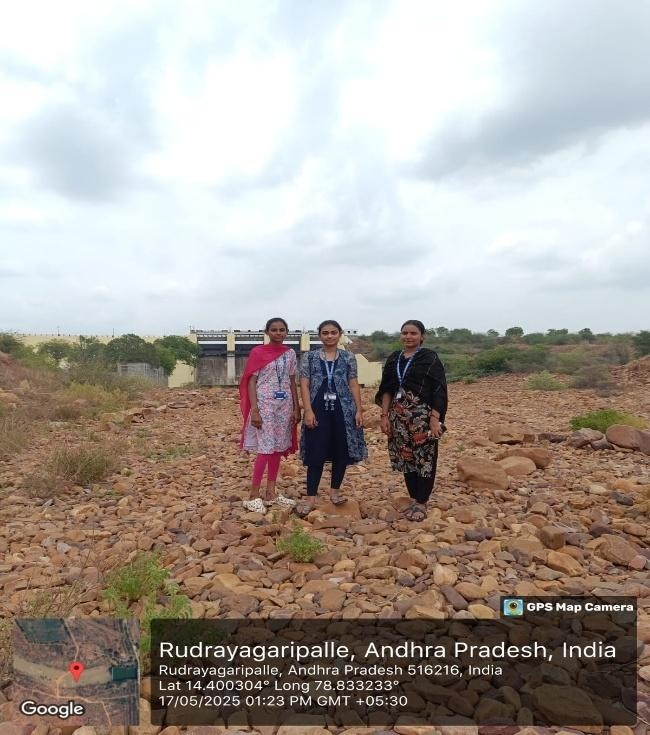 GPS Map Camera
Rudrayagaripalle, Andhra Pradesh, India
Rudrayagaripalle, Andhra Pradesh 516216, India
Lat 14.400304° Long 78.833233°
17/05/2025 01:23 PM GMT +05:30
Google